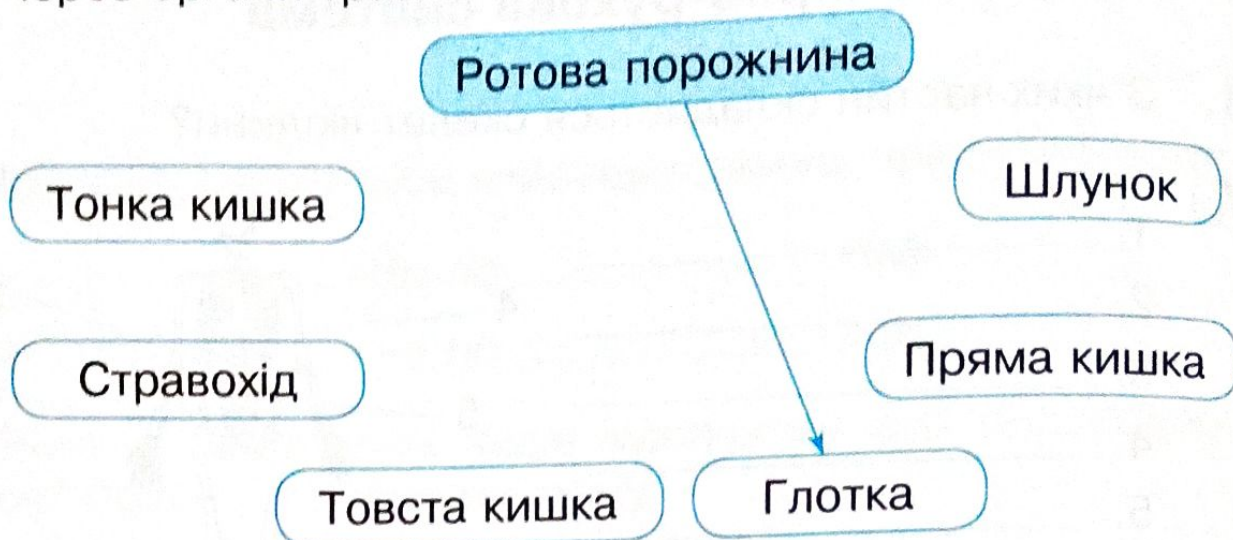 Ротова порожнина
Шлунок
Тонка кишка
Пряма кишка
Стравохід
Товста кишка
Глотка